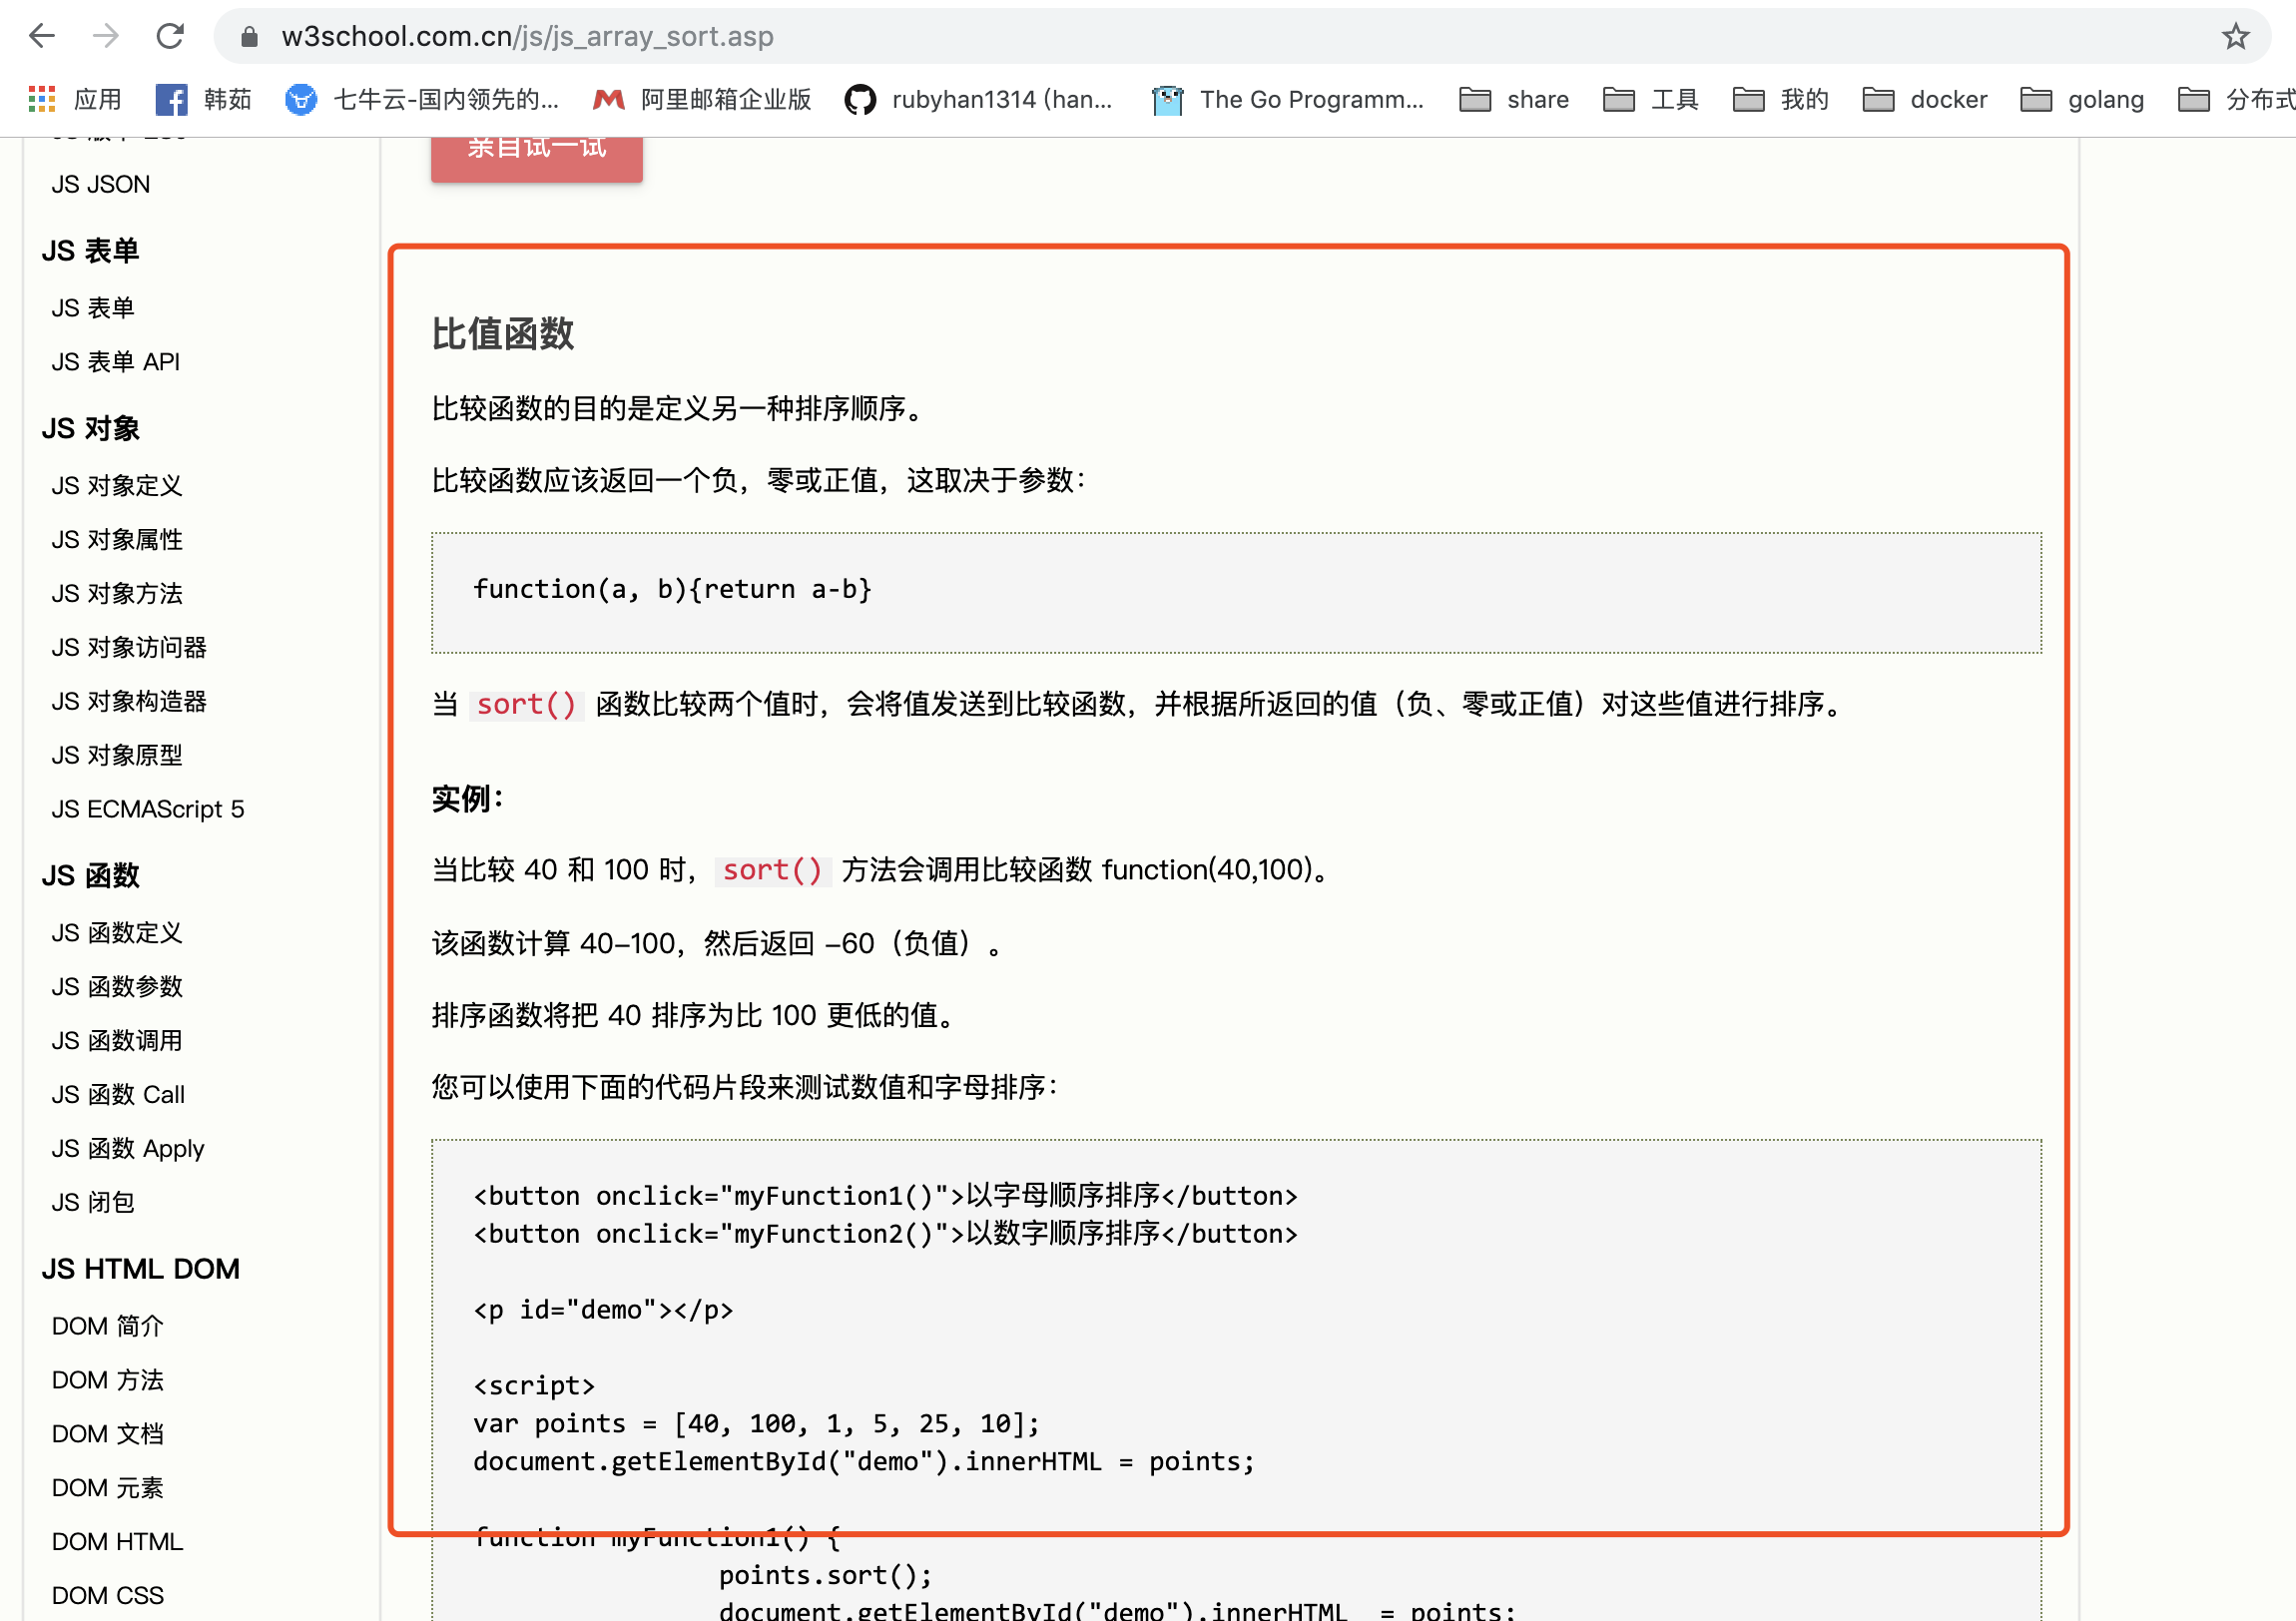 w3school.com.cn/js/js_array_sort.asp
应用 韩茹 七牛云-国内领先的... 阿里邮箱企业版 rubyhan1314 (han... The Go Programm... share 工具 我的 docker golang 分布式
JS JSON
JS 表单
JS 表单
JS 表单 API
JS 对象
JS 对象定义
JS 对象属性
JS 对象方法
JS 对象访问器
JS 对象构造器
JS 对象原型
JS ECMAScript 5
JS 函数
JS 函数定义
JS 函数参数
JS 函数调用
JS 函数 Call
JS 函数 Apply
JS 闭包
JS HTML DOM
DOM 简介
DOM 方法
DOM 文档
DOM 元素
DOM HTML
DOM CSS
亲自试一试
比值函数
比较函数的目的是定义另一种排序顺序。
比较函数应该返回一个负，零或正值，这取决于参数：
function(a, b){return a-b}
当 sort() 函数比较两个值时，会将值发送到比较函数，并根据所返回的值（负、零或正值）对这些值进行排序。
实例：
当比较 40 和 100 时， sort() 方法会调用比较函数 function(40,100)。
该函数计算 40-100，然后返回 -60（负值）。
排序函数将把 40 排序为比 100 更低的值。
您可以使用下面的代码片段来测试数值和字母排序：
<button onclick="myFunction1()">以字母顺序排序</button>
<button onclick="myFunction2()">以数字顺序排序</button>
<p id="demo"></p>
<script>
var points = [40, 100, 1, 5, 25, 10];
document.getElementById("demo").innerHTML = points;
function myFunction1() {
points.sort();
document.getElementById("demo").innerHTML  = points;